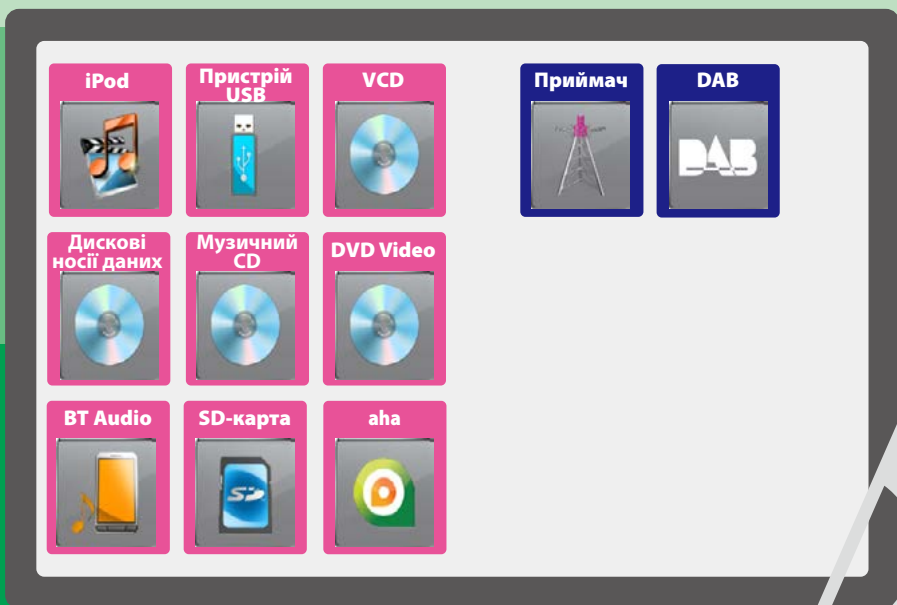 iPod
Пристрій
USB
VCD
Приймач
DAB
DAB
Дискові
носії даних
Музичний
CD
DVD Video
BT Audio
SD-карта
SD
aha